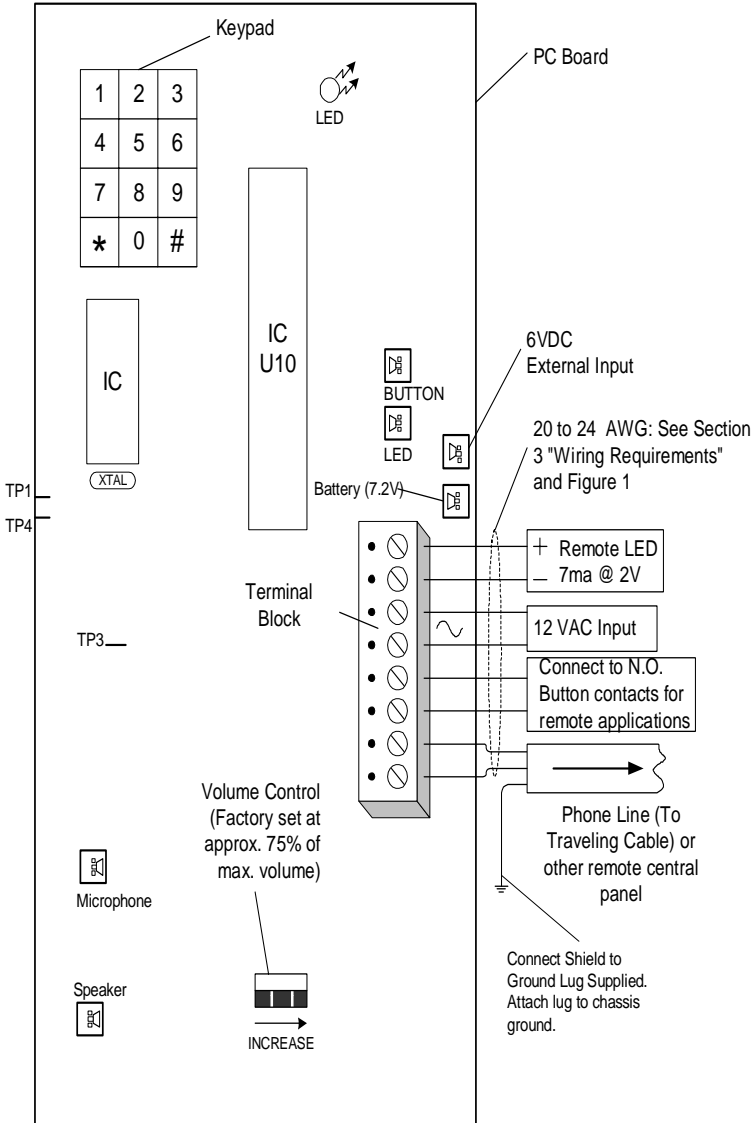 Keypad
PC Board
1 2 3
4 5 6
7 8 9
* 0 #
LED
IC
U10
IC
XTAL
BUTTON
LED
6VDC
External Input
20 to 24 AWG: See Section
3 "Wiring Requirements"
and Figure 1
Battery (7.2V)
TP1
TP4
TP3
Terminal
Block
+ Remote LED
– 7ma @ 2V
12 VAC Input
Connect to N.O.
Button contacts for
remote applications
Phone Line (To
Traveling Cable) or
other remote central
panel
Volume Control
(Factory set at
approx. 75% of
max. volume)
Microphone
Speaker
INCREASE
Connect Shield to
Ground Lug Supplied.
Attach lug to chassis
ground.